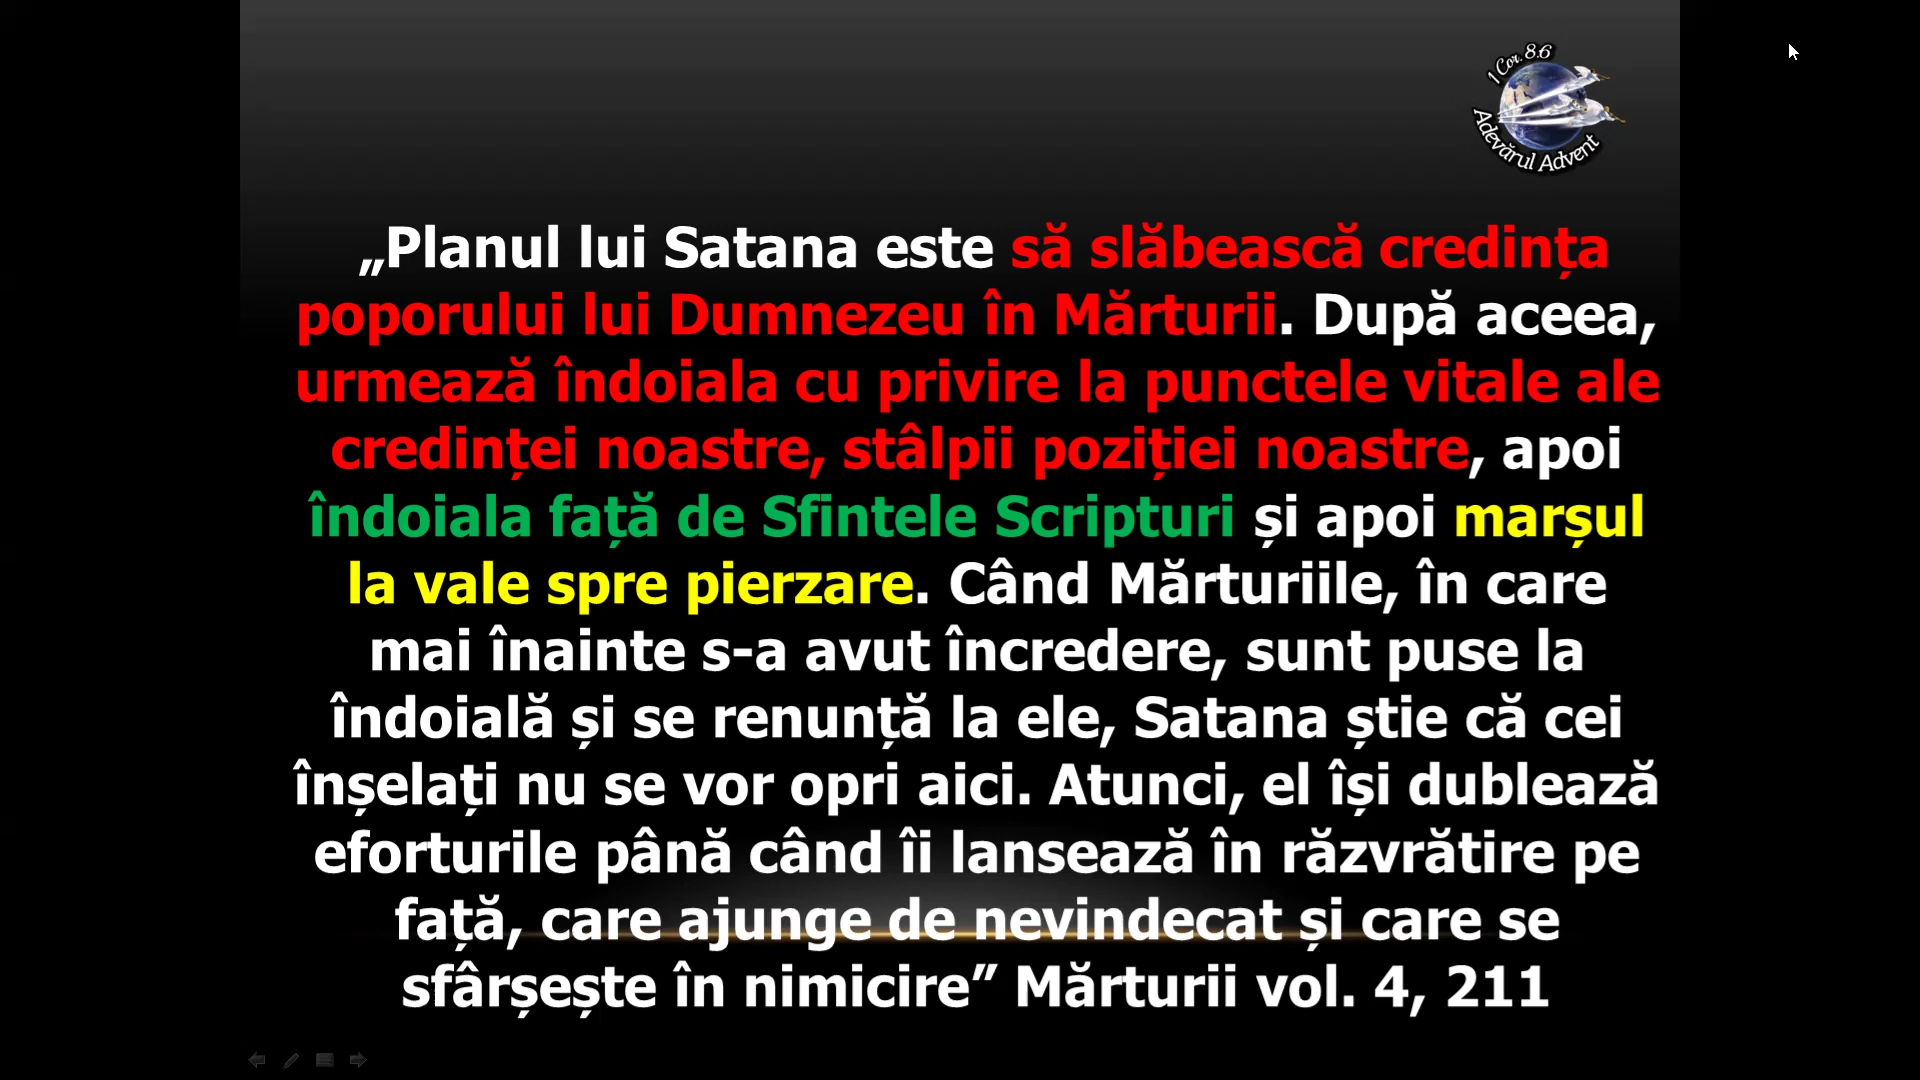 1 Cor. 8:6
Adevărul Advent
„Planul lui Satana este să slăbească credința
poporului lui Dumnezeu în Mărturii. După aceea,
urmează îndoiala cu privire la punctele vitale ale
credinței noastre, stâlpii poziției noastre, apoi
îndoiala față de Sfintele Scripturi și apoi marșul
la vale spre pierzare. Când Mărturiile, în care
mai înainte s-a avut încredere, sunt puse la
îndoială și se renunță la ele, Satana știe că cei
înșelați nu se vor opri aici. Atunci, el își dublează
eforturile până când îi lansează în răzvrătire pe
față, care ajunge de nevindecat și care se
sfârșește în nimicire” Mărturii vol. 4, 211